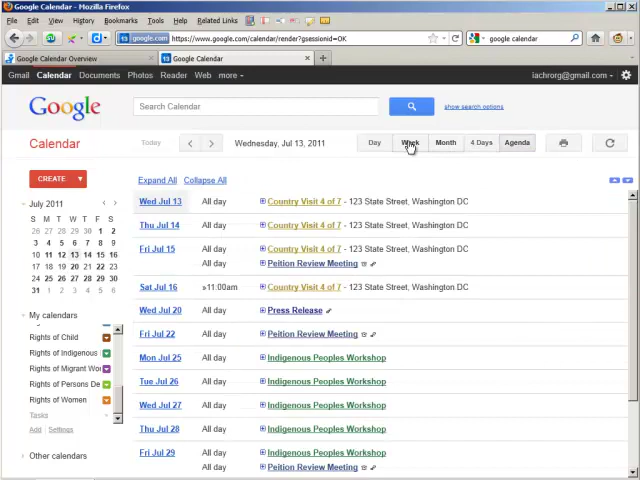 Google Calendar - Mozilla Firefox
File Edit View History Bookmarks Tools Help Related Links
google.com https://www.google.com/calendar/render?gsessionid=OK google calendar
Google Calendar Overview Google Calendar
Gmail Calendar Documents Photos Reader Web more iachrorg@gmail.com
Google Search Calendar show search options
Calendar Today Wednesday, Jul 13, 2011 Day Week Month 4 Days Agenda
CREATE Expand All Collapse All
July 2011
S M T W T F S
26 27 28 29 30 1 2
3 4 5 6 7 8 9
10 11 12 13 14 15 16
17 18 19 20 21 22 23
24 25 26 27 28 29 30
31 1 2 3 4 5 6
My calendars
Rights of Child
Rights of Indigenous
Rights of Migrant Wor
Rights of Persons De
Rights of Women
Tasks
Add Settings
Other calendars
Wed Jul 13 All day Country Visit 4 of 7 - 123 State Street, Washington DC
Thu Jul 14 All day Country Visit 4 of 7 - 123 State Street, Washington DC
Fri Jul 15 All day Country Visit 4 of 7 - 123 State Street, Washington DC
All day Peition Review Meeting
Sat Jul 16 »11:00am Country Visit 4 of 7 - 123 State Street, Washington DC
Wed Jul 20 All day Press Release
Fri Jul 22 All day Peition Review Meeting
Mon Jul 25 All day Indigenous Peoples Workshop
Tue Jul 26 All day Indigenous Peoples Workshop
Wed Jul 27 All day Indigenous Peoples Workshop
Thu Jul 28 All day Indigenous Peoples Workshop
Fri Jul 29 All day Indigenous Peoples Workshop
All day Peition Review Meeting